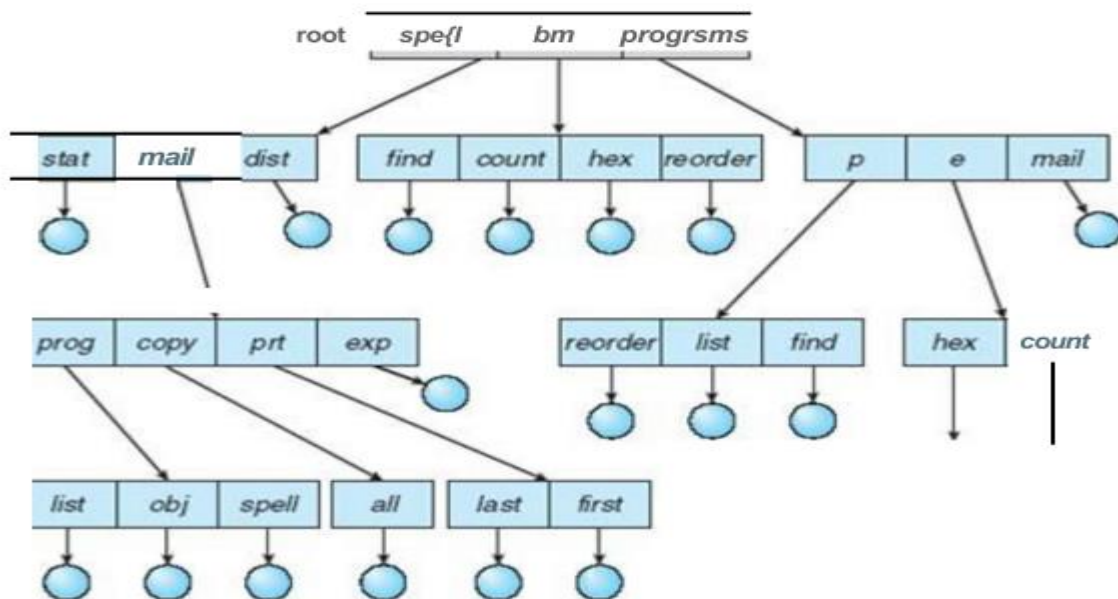 root spe{l bm progrsms
stat mail dist find count hex reorder p e mail
prog copy prt exp reorder list find hex count
list obj spell all last first